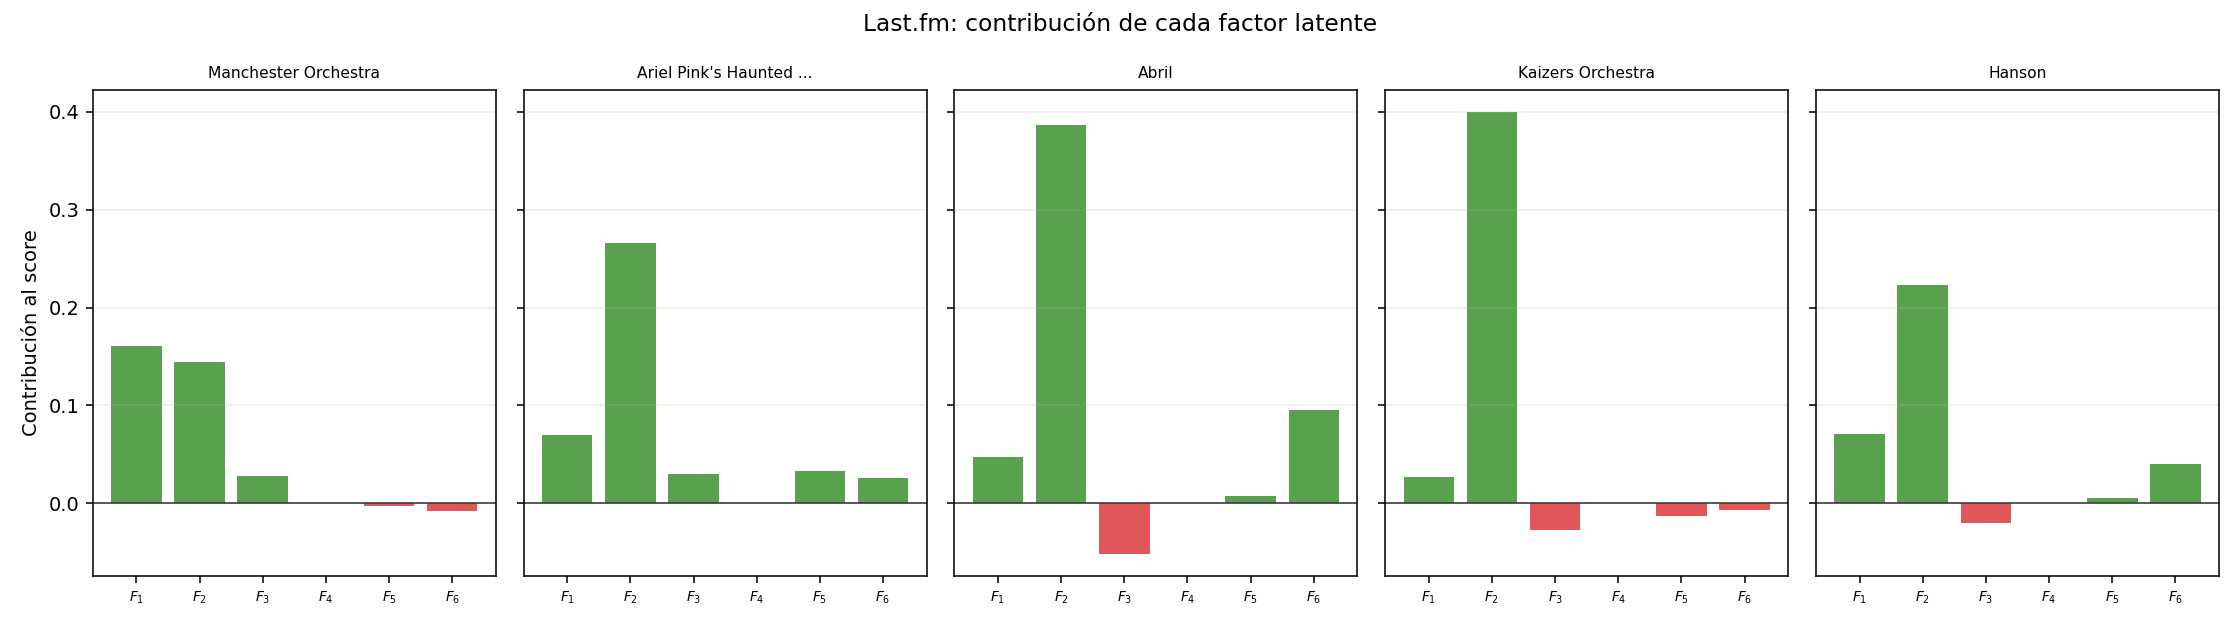 Last.fm: contribución de cada factor latente
Manchester Orchestra
Ariel Pink's Haunted ...
Abril
Kaizers Orchestra
Hanson
Contribución al score
0.4
0.3
0.2
0.1
0.0
F₁ F₂ F₃ F₄ F₅ F₆
F₁ F₂ F₃ F₄ F₅ F₆
F₁ F₂ F₃ F₄ F₅ F₆
F₁ F₂ F₃ F₄ F₅ F₆
F₁ F₂ F₃ F₄ F₅ F₆